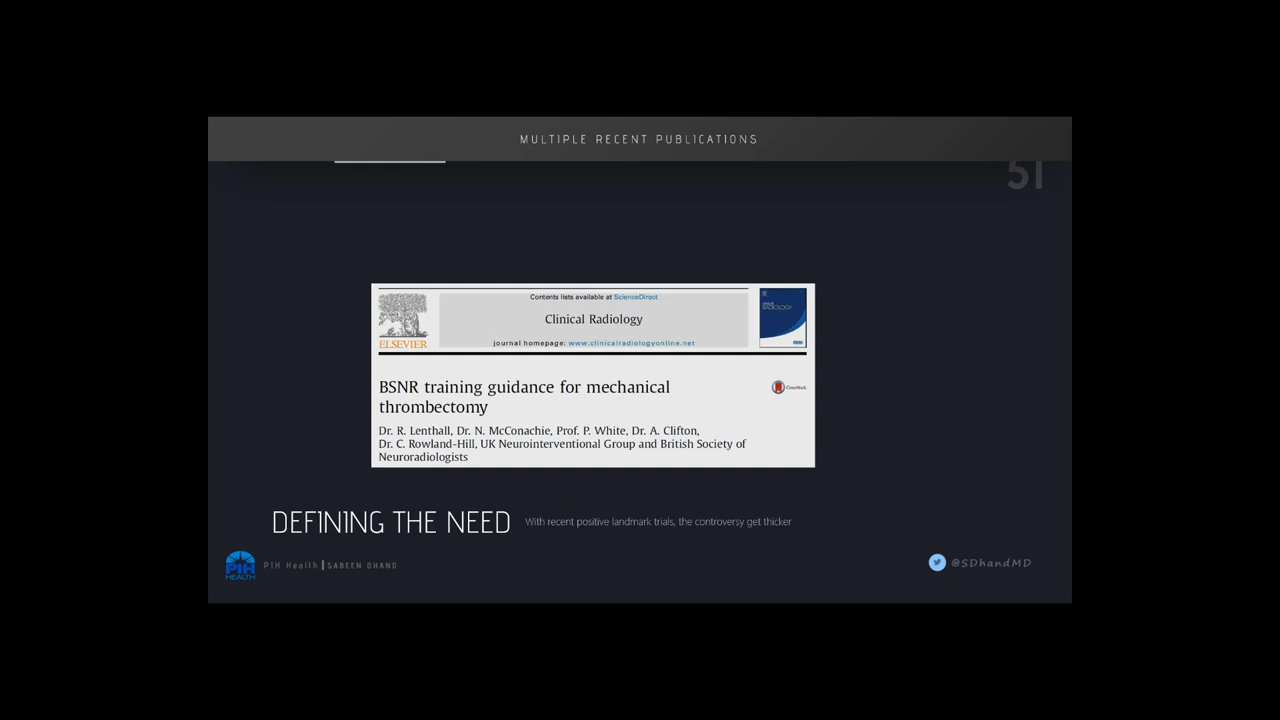 MULTIPLE RECENT PUBLICATIONS
51
Contents lists available at ScienceDirect
Clinical Radiology
journal homepage: www.clinicalradiologyonline.net
ELSEVIER
BSNR training guidance for mechanical
thrombectomy
CrossMark
Dr. R. Lenthall, Dr. N. McConachie, Prof. P. White, Dr. A. Clifton,
Dr. C. Rowland-Hill, UK Neurointerventional Group and British Society of
Neuroradiologists
DEFINING THE NEED With recent positive landmark trials, the controversy get thicker
PIH
HEALTH
PIH Health | SABEEN DHAND
@SDhandMD